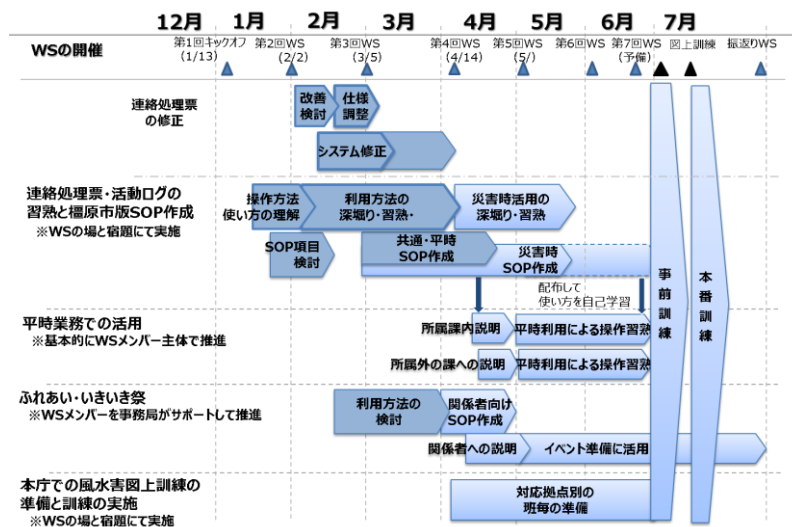 12月 1月 2月 3月 4月 5月 6月 7月
WSの開催
第1回キックオフ
(1/13)
第2回WS
(2/2)
第3回WS
(3/5)
第4回WS
(4/14)
第5回WS
(5/)
第6回WS
第7回WS
(予備)
図上訓練
振返りWS
連絡処理票
の修正
改善
検討
仕様
調整
システム修正
連絡処理票・活動ログの
習熟と橿原市版SOP作成
※WSの場と宿題にて実施
操作方法
使い方の理解
利用方法の
深堀り・習熟・
災害時活用の
深堀り・習熟
SOP項目
検討
共通・平時
SOP作成
災害時
SOP作成
配布して
使い方を自己学習
事前訓練
本番訓練
平時業務での活用
※基本的にWSメンバー主体で推進
所属課内説明
平時利用による操作習熟
所属外の課への説明
平時利用による操作習熟
ふれあい・いきいき祭
※WSメンバーを事務局がサポートして推進
利用方法の
検討
関係者向け
SOP作成
関係者への説明
イベント準備に活用
本庁での風水害図上訓練の
準備と訓練の実施
※WSの場と宿題にて実施
対応拠点別の
班毎の準備